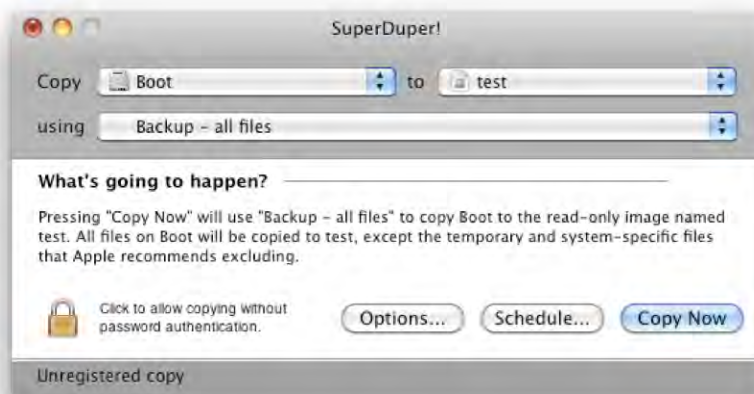 SuperDuper!
Copy Boot to test
using Backup – all files
What's going to happen?
Pressing "Copy Now" will use "Backup – all files" to copy Boot to the read-only image named
test. All files on Boot will be copied to test, except the temporary and system-specific files
that Apple recommends excluding.
Click to allow copying without
password authentication.
Options... Schedule... Copy Now
Unregistered copy